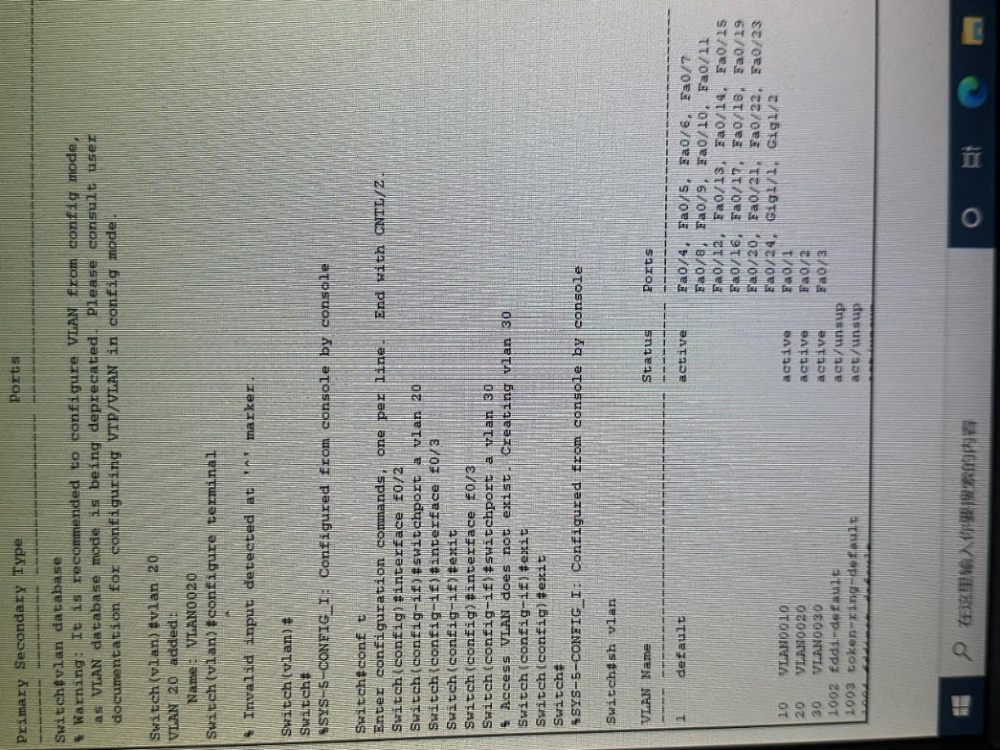 Primary Secondary Type Ports
------- --------- ----------------- ------------------------------------------
Switch#vlan database
% Warning: It is recommended to configure VLAN from config mode,
as VLAN database mode is being deprecated. Please consult user
documentation for configuring VTP/VLAN in config mode.
Switch(vlan)#vlan 20
VLAN 20 added:
Name: VLAN0020
Switch(vlan)#configure terminal
^
% Invalid input detected at '^' marker.
Switch(vlan)#
Switch#
%SYS-5-CONFIG_I: Configured from console by console
Switch#conf t
Enter configuration commands, one per line. End with CNTL/Z.
Switch(config)#interface f0/2
Switch(config-if)#switchport a vlan 20
Switch(config-if)#interface f0/3
Switch(config-if)#exit
Switch(config)#interface f0/3
Switch(config-if)#switchport a vlan 30
% Access VLAN does not exist. Creating vlan 30
Switch(config-if)#exit
Switch(config)#exit
Switch#
%SYS-5-CONFIG_I: Configured from console by console
Switch#sh vlan
VLAN Name Status Ports
---- -------------------------------- --------- -------------------------------
1 default active Fa0/4, Fa0/5, Fa0/6, Fa0/7
Fa0/8, Fa0/9, Fa0/10, Fa0/11
Fa0/12, Fa0/13, Fa0/14, Fa0/15
Fa0/16, Fa0/17, Fa0/18, Fa0/19
Fa0/20, Fa0/21, Fa0/22, Fa0/23
Fa0/24, Gig1/1, Gig1/2
10 VLAN0010 active Fa0/1
20 VLAN0020 active Fa0/2
30 VLAN0030 active Fa0/3
1002 fddi-default act/unsup
1003 token-ring-default act/unsup
在这里输入你要搜索的内容